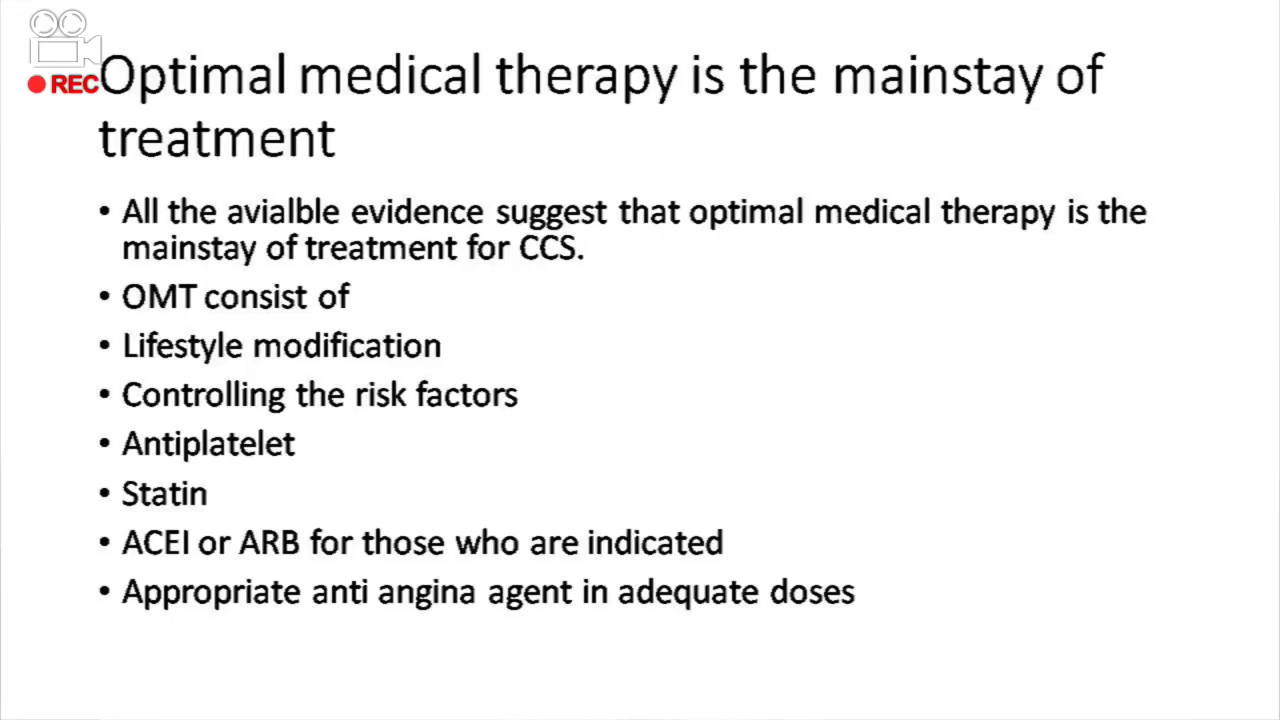 REC
Optimal medical therapy is the mainstay of
treatment
• All the avialble evidence suggest that optimal medical therapy is the
mainstay of treatment for CCS.
• OMT consist of
• Lifestyle modification
• Controlling the risk factors
• Antiplatelet
• Statin
• ACEI or ARB for those who are indicated
• Appropriate anti angina agent in adequate doses